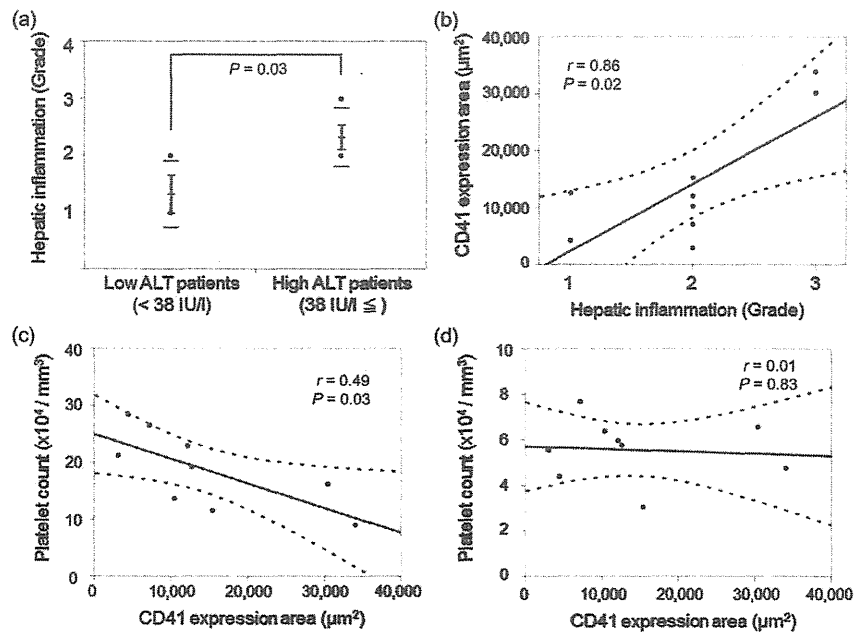 (a)
Hepatic inflammation (Grade)
4
3
2
1
P = 0.03
Low ALT patients
(< 38 IU/l)
High ALT patients
(38 IU/l ≦ )
(b)
CD41 expression area (μm²)
40,000
30,000
20,000
10,000
0
r = 0.86
P = 0.02
1
2
3
Hepatic inflammation (Grade)
(c)
Platelet count (x10⁴ / mm³)
40
30
20
10
0
r = 0.49
P = 0.03
0
10,000
20,000
30,000
40,000
CD41 expression area (μm²)
(d)
Platelet count (x10⁴ / mm³)
10
8
6
4
2
0
r = 0.01
P = 0.83
0
10,000
20,000
30,000
40,000
CD41 expression area (μm²)